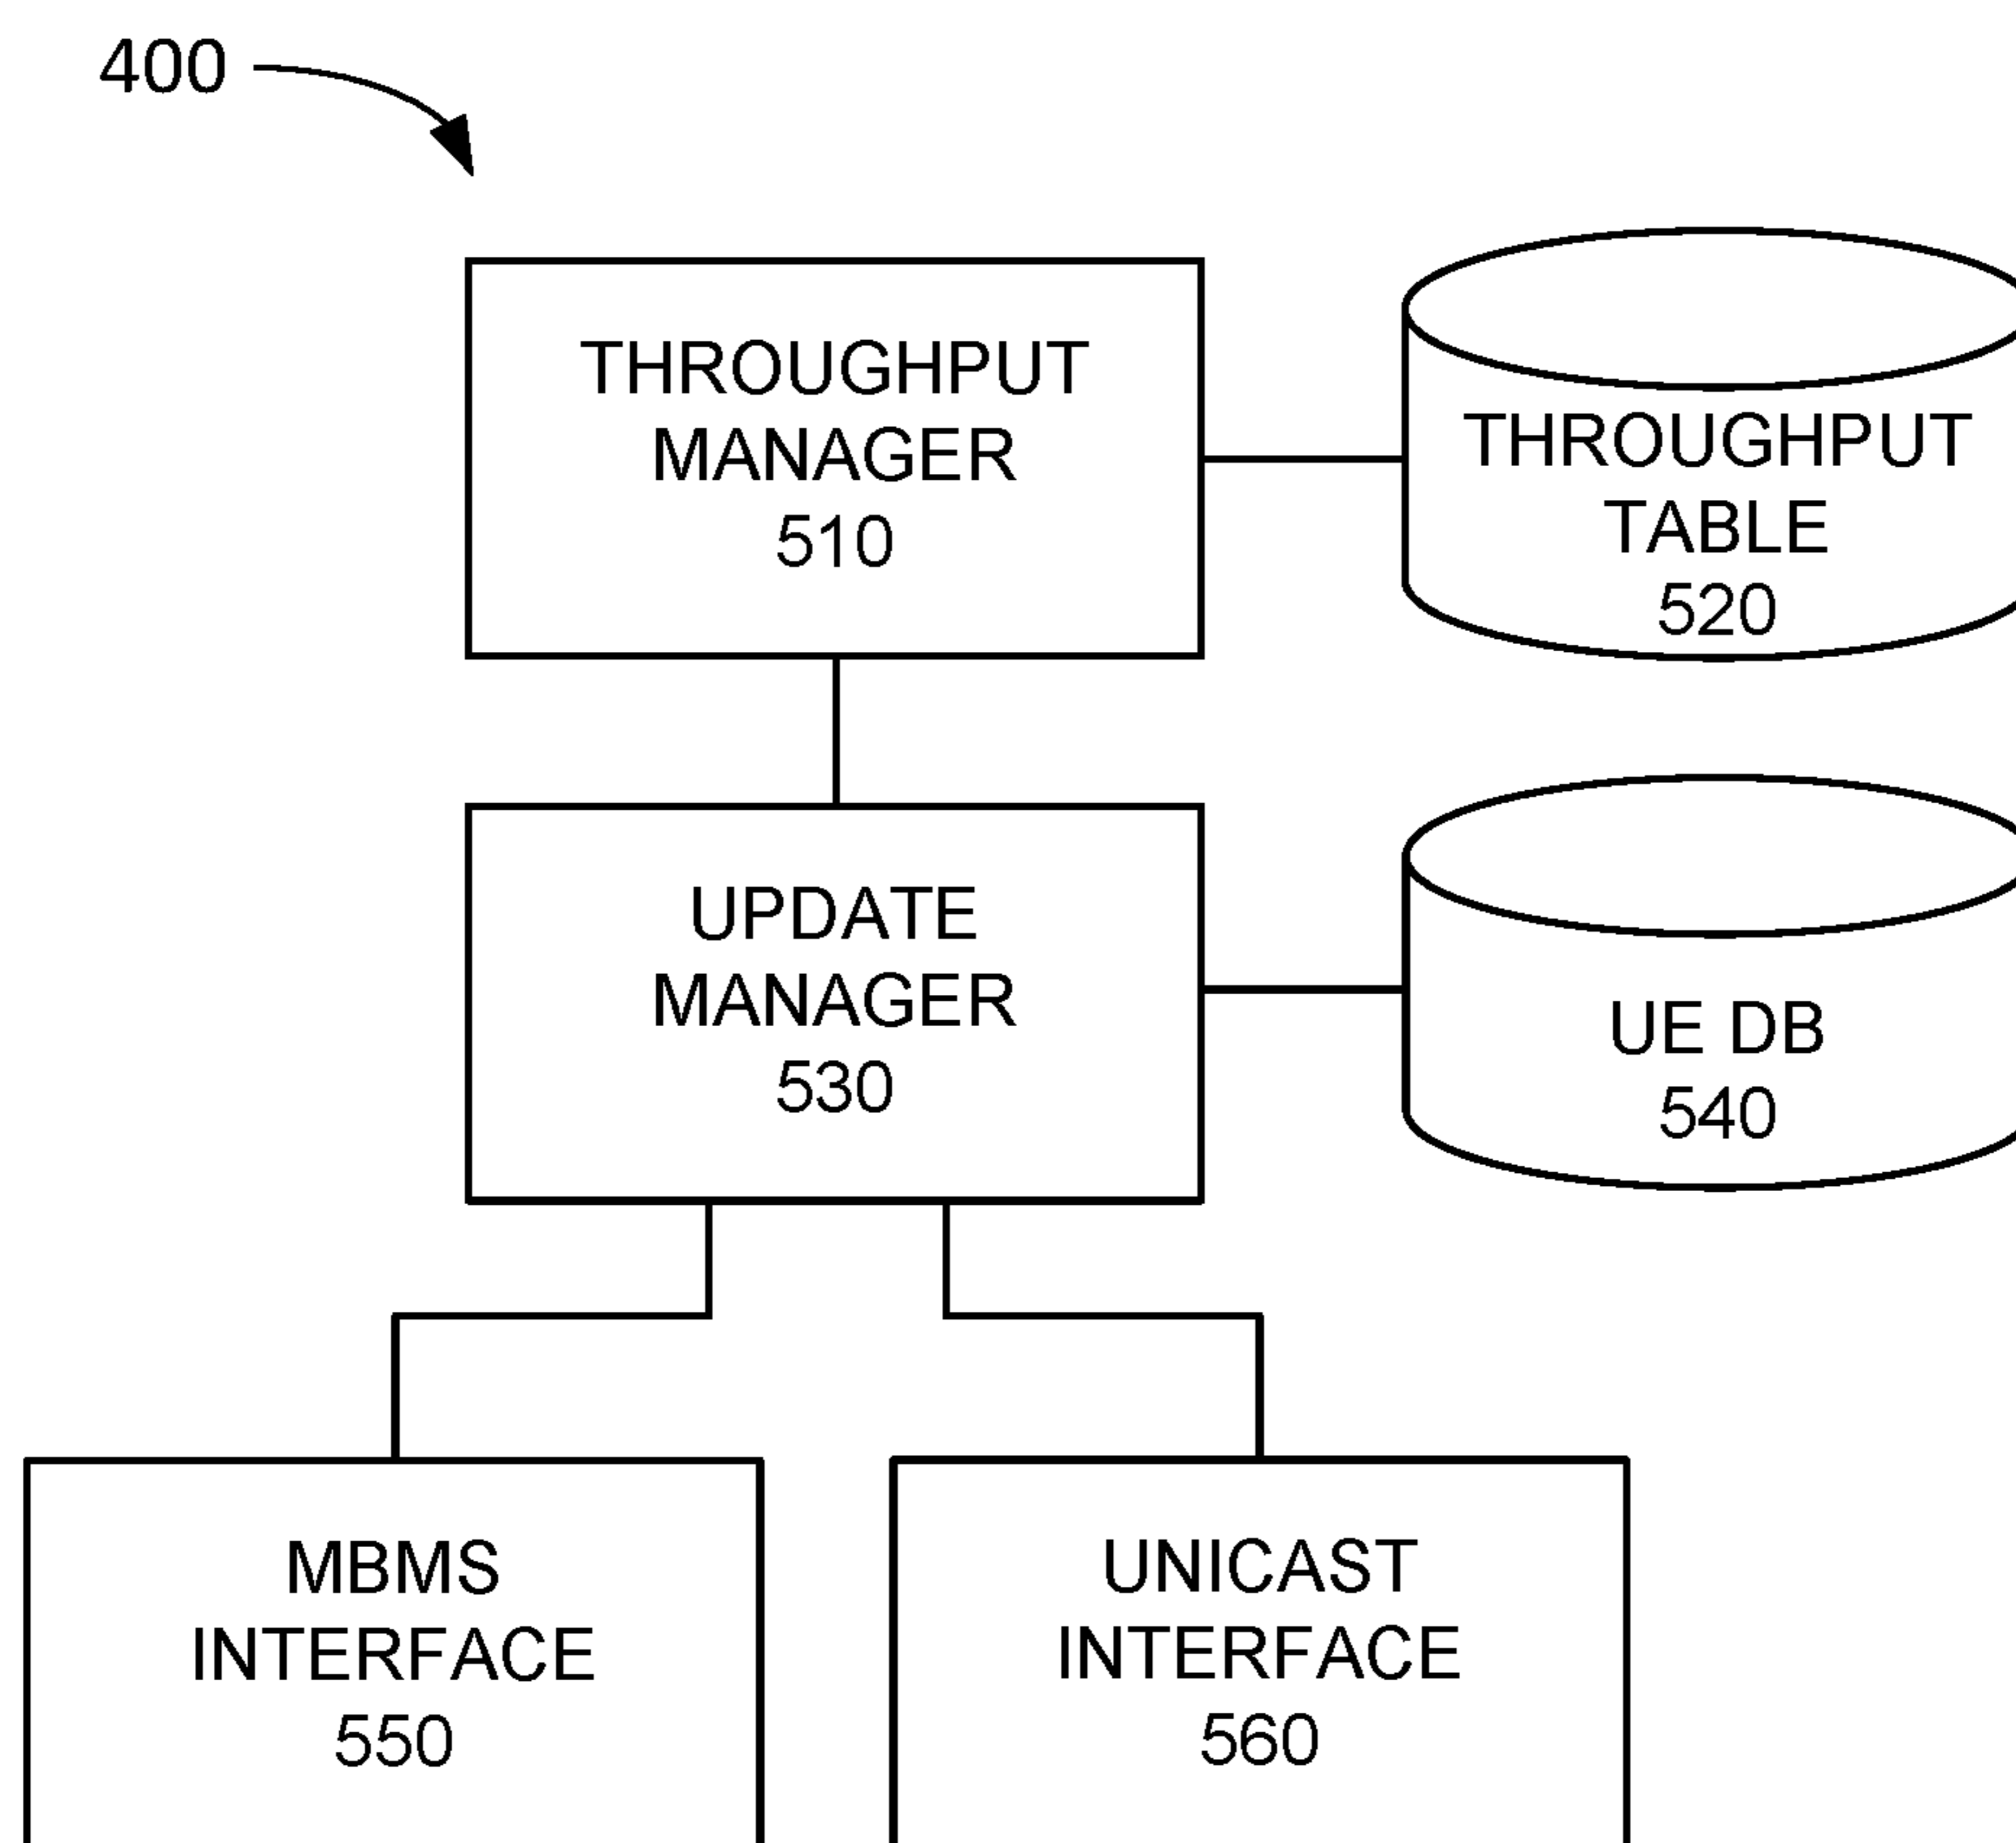 400
THROUGHPUT
MANAGER
510
THROUGHPUT
TABLE
520
UPDATE
MANAGER
530
UE DB
540
MBMS
INTERFACE
550
UNICAST
INTERFACE
560